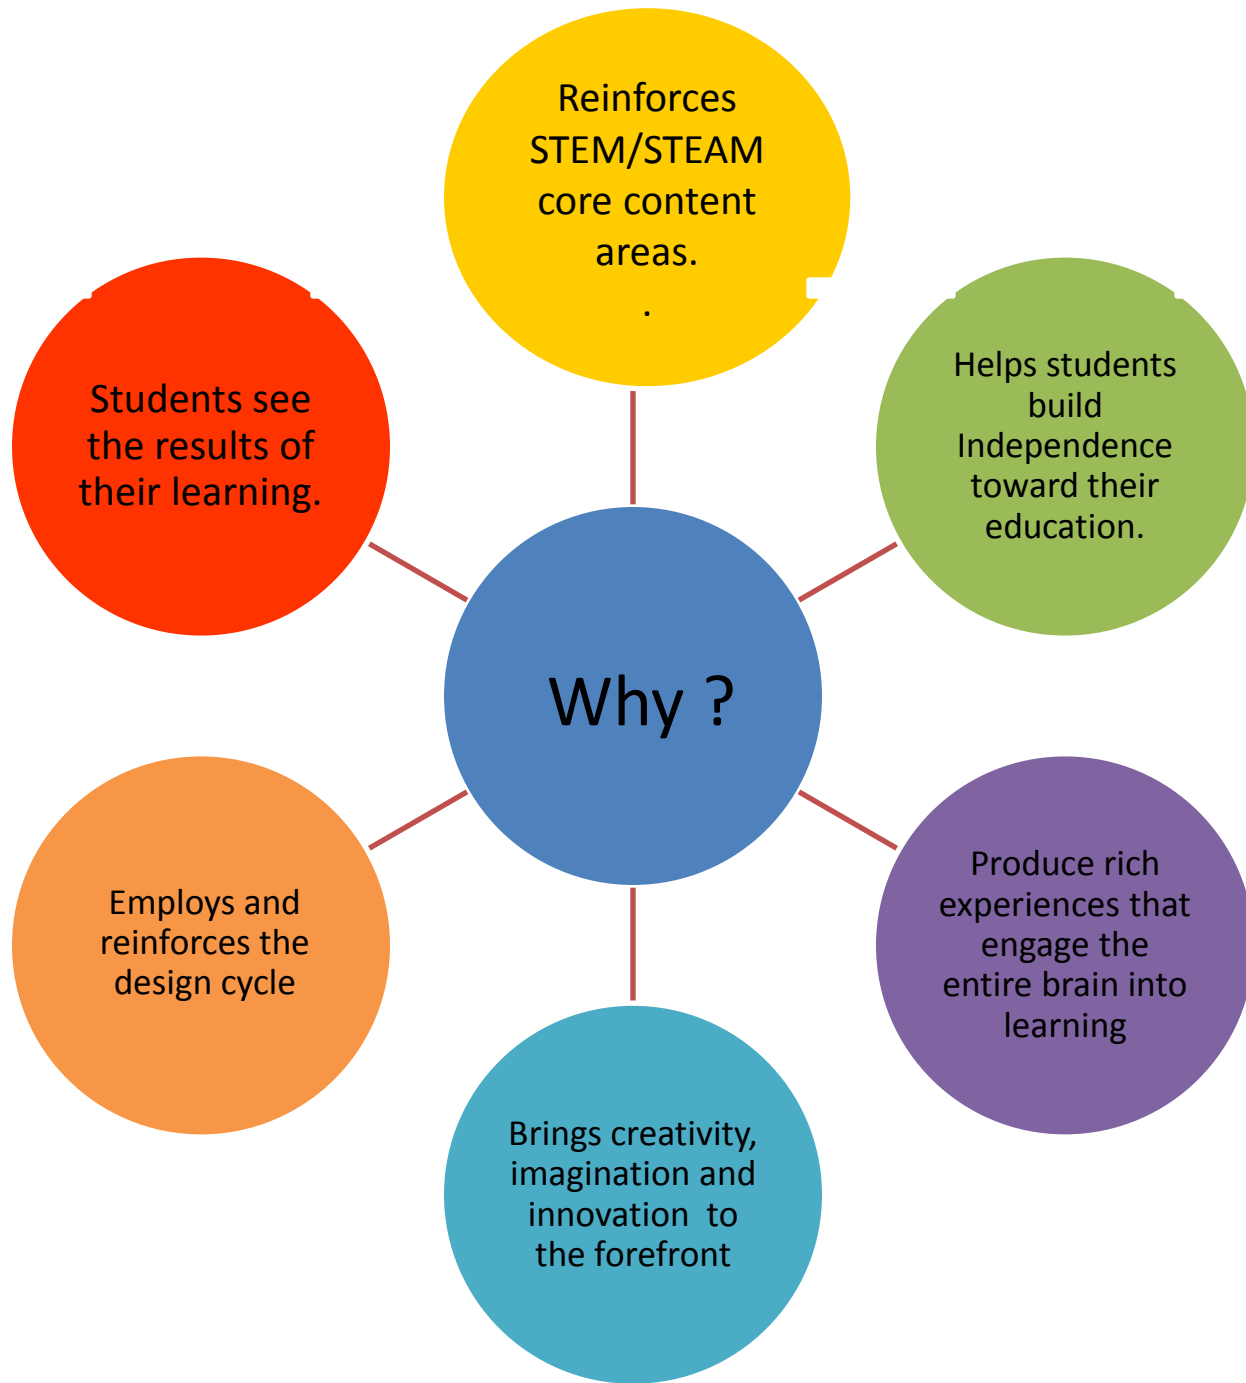 Reinforces
STEM/STEAM
core content
areas.
.
Helps students
build
Independence
toward their
education.
Produce rich
experiences that
engage the
entire brain into
learning
Brings creativity,
imagination and
innovation  to
the forefront
Employs and
reinforces the
design cycle
Students see
the results of
their learning.
Why ?